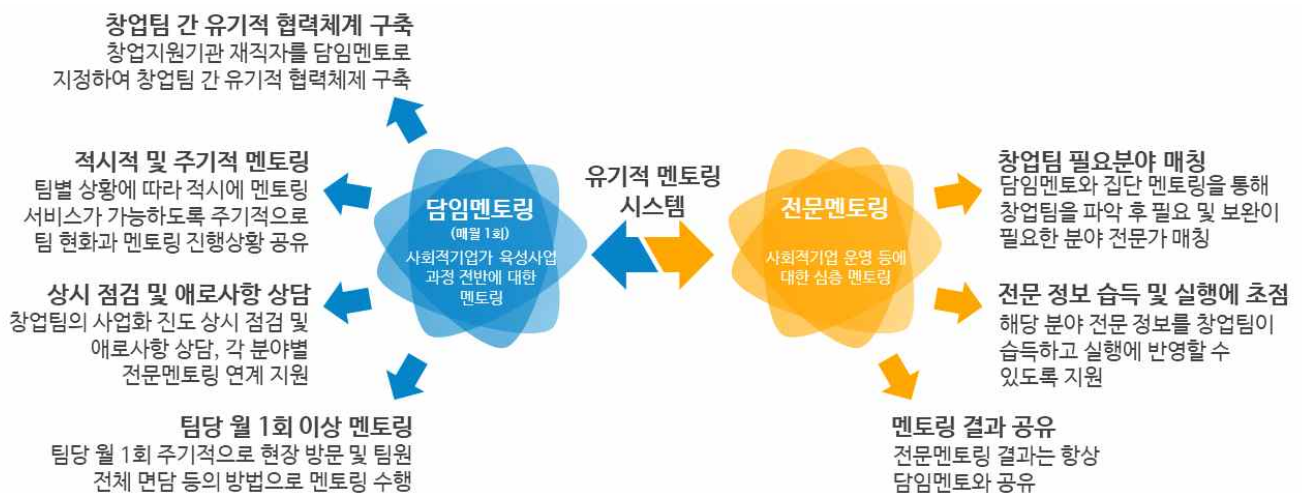 창업팀 간 유기적 협력체계 구축
창업지원기관 재직자를 담임멘토로
지정하여 창업팀 간 유기적 협력체제 구축
적시적 및 주기적 멘토링
팀별 상황에 따라 적시에 멘토링
서비스가 가능하도록 주기적으로
팀 현화과 멘토링 진행상황 공유
상시 점검 및 애로사항 상담
창업팀의 사업화 진도 상시 점검 및
애로사항 상담, 각 분야별
전문멘토링 연계 지원
팀당 월 1회 이상 멘토링
팀당 월 1회 주기적으로 현장 방문 및 팀원
전체 면담 등의 방법으로 멘토링 수행
담임멘토링
(매월 1회)
사회적기업가 육성사업
과정 전반에 대한
멘토링
유기적 멘토링
시스템
전문멘토링
사회적기업 운영 등에
대한 심층 멘토링
창업팀 필요분야 매칭
담임멘토와 집단 멘토링을 통해
창업팀을 파악 후 필요 및 보완이
필요한 분야 전문가 매칭
전문 정보 습득 및 실행에 초점
해당 분야 전문 정보를 창업팀이
습득하고 실행에 반영할 수
있도록 지원
멘토링 결과 공유
전문멘토링 결과는 항상
담임멘토와 공유